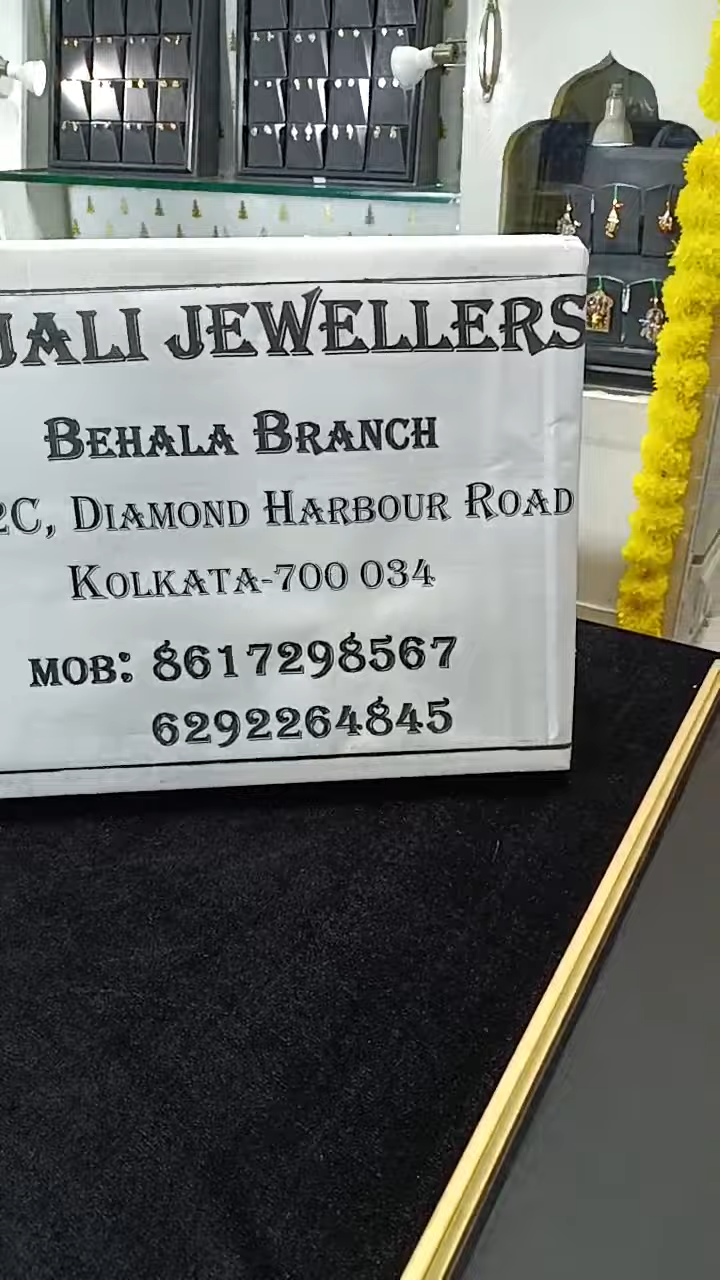 JALI JEWELLERS
BEHALA BRANCH
2C, DIAMOND HARBOUR ROAD
KOLKATA-700 034
MOB: 8617298567
6292264845